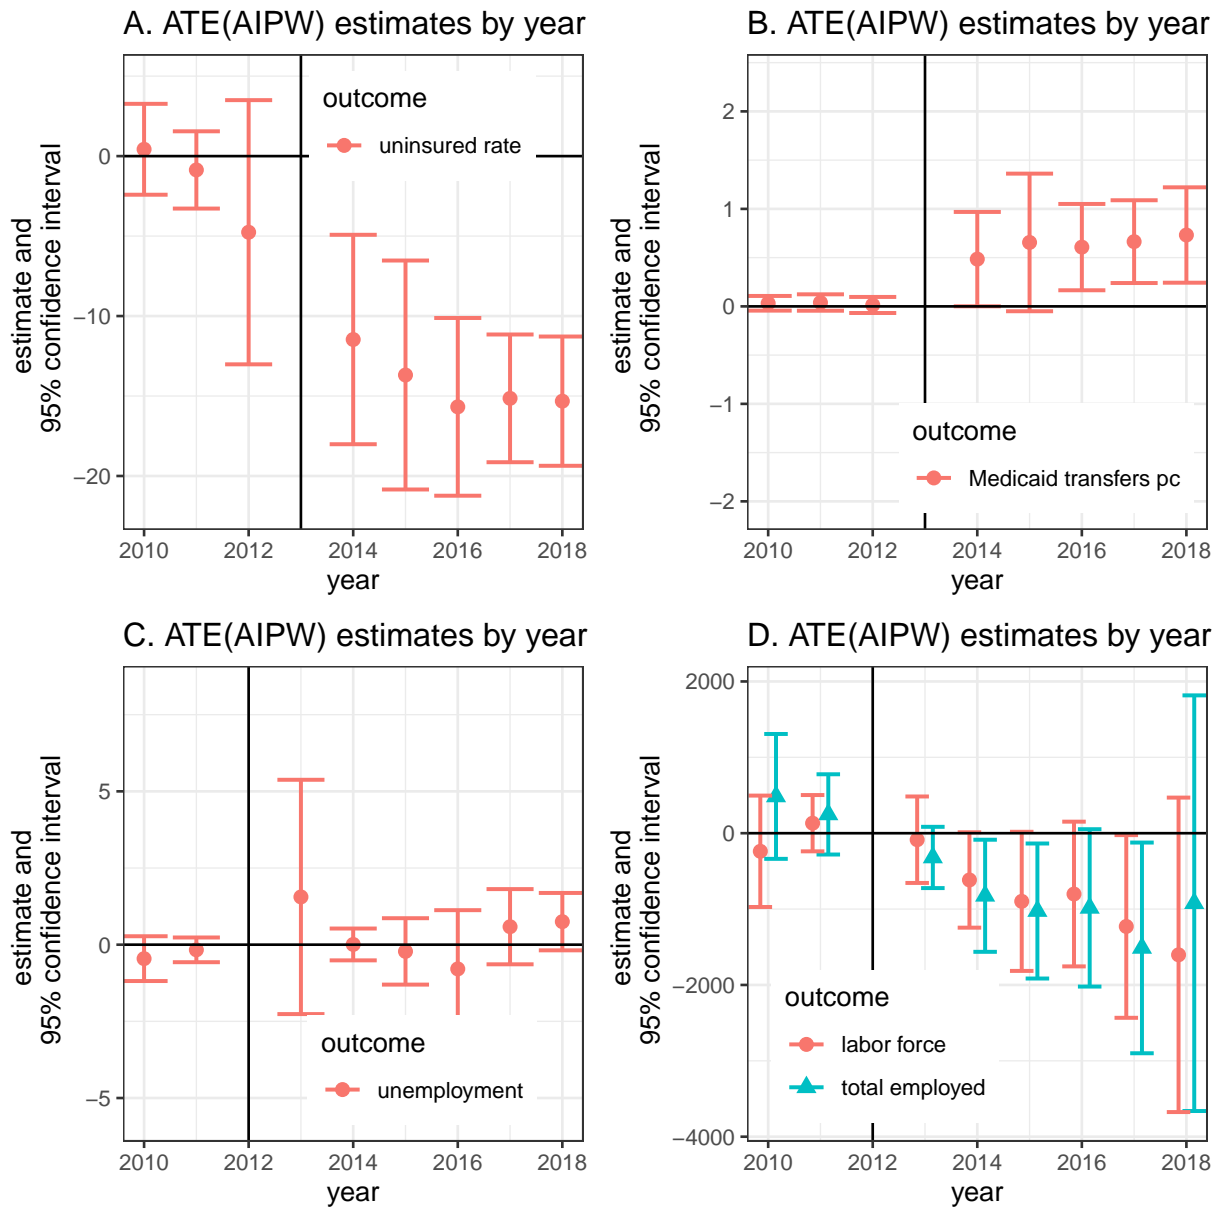 A. ATE(AIPW) estimates by year
estimate and
95% confidence interval
0
−10
−20
outcome
uninsured rate
2010 2012 2014 2016 2018
year
B. ATE(AIPW) estimates by year
estimate and
95% confidence interval
2
1
0
−1
−2
outcome
Medicaid transfers pc
2010 2012 2014 2016 2018
year
C. ATE(AIPW) estimates by year
estimate and
95% confidence interval
5
0
−5
outcome
unemployment
2010 2012 2014 2016 2018
year
D. ATE(AIPW) estimates by year
estimate and
95% confidence interval
2000
0
−2000
−4000
outcome
labor force
total employed
2010 2012 2014 2016 2018
year